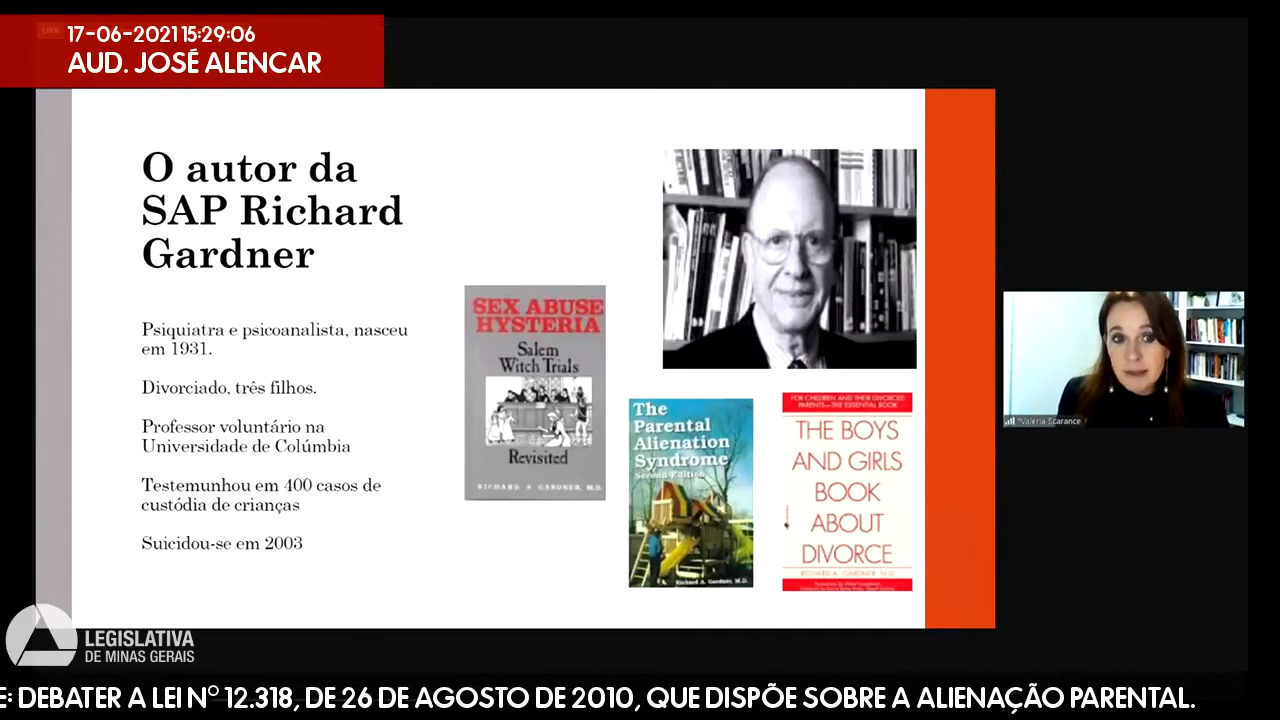 LIVE
17-06-2021 15:29:06
AUD. JOSÉ ALENCAR
O autor da
SAP Richard
Gardner
Psiquiatra e psicoanalista, nasceu
em 1931.
Divorciado, três filhos.
Professor voluntário na
Universidade de Colúmbia
Testemunhou em 400 casos de
custódia de crianças
Suicidou-se em 2003
SEX ABUSE
HYSTERIA
Salem
Witch Trials
Revisited
RICHARD A. GARDNER, M.D.
The
Parental
Alienation
Syndrome
Second Edition
Richard A. Gardner, M.D.
FOR CHILDREN AND THEIR DIVORCED
PARENTS—THE ESSENTIAL BOOK
THE BOYS
AND GIRLS
BOOK
ABOUT
DIVORCE
RICHARD A. GARDNER, M.D.
Valéria Scarance
LEGISLATIVA
DE MINAS GERAIS
E: DEBATER A LEI Nº 12.318, DE 26 DE AGOSTO DE 2010, QUE DISPÕE SOBRE A ALIENAÇÃO PARENTAL.